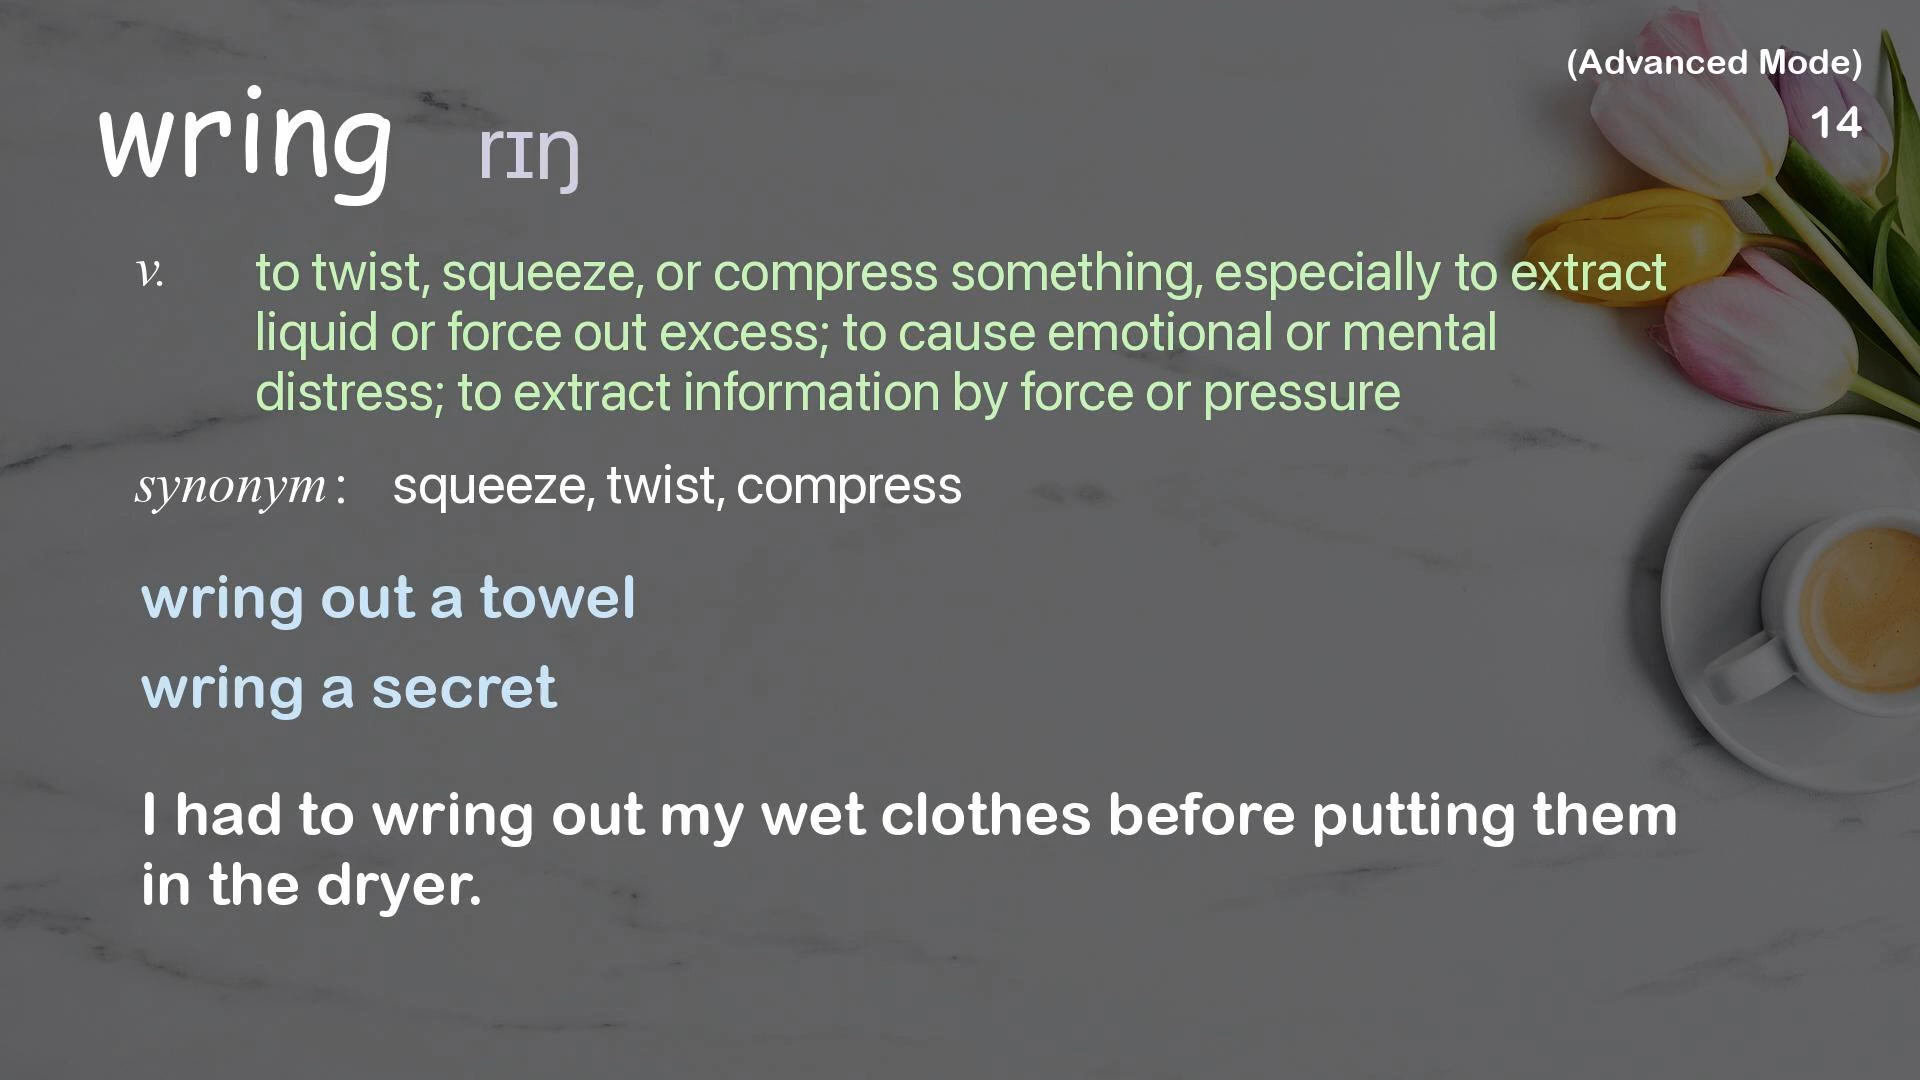 (Advanced Mode)
14
wring rɪŋ
v. to twist, squeeze, or compress something, especially to extract
liquid or force out excess; to cause emotional or mental
distress; to extract information by force or pressure
synonym: squeeze, twist, compress
wring out a towel
wring a secret
I had to wring out my wet clothes before putting them
in the dryer.